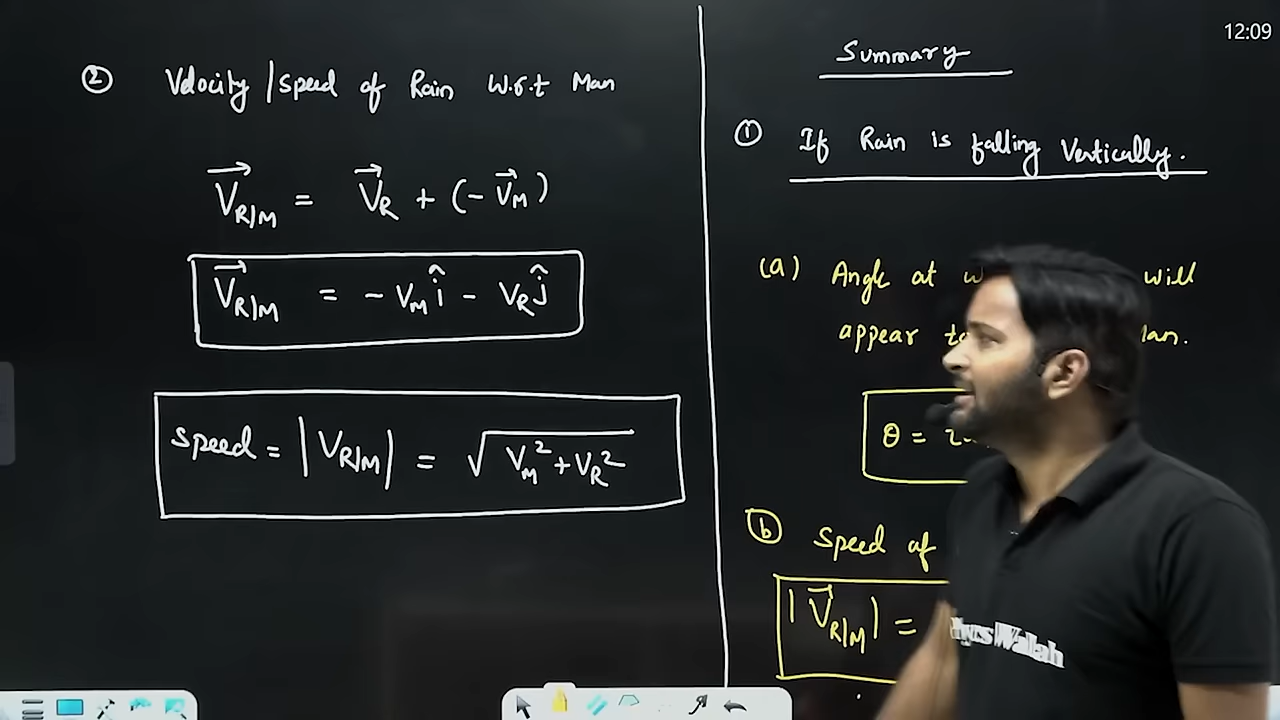 12:09
② Velocity / Speed of Rain w.r.t Man
V⃗R/M = V⃗R + (- V⃗M)
V⃗R/M = - VM î - VR ĵ
Speed = | VR/M | = √VM² + VR²
Summary
① If Rain is falling Vertically.
(a) Angle at will
appear
θ =
ⓑ Speed of
| V⃗R/M | =
Wallah